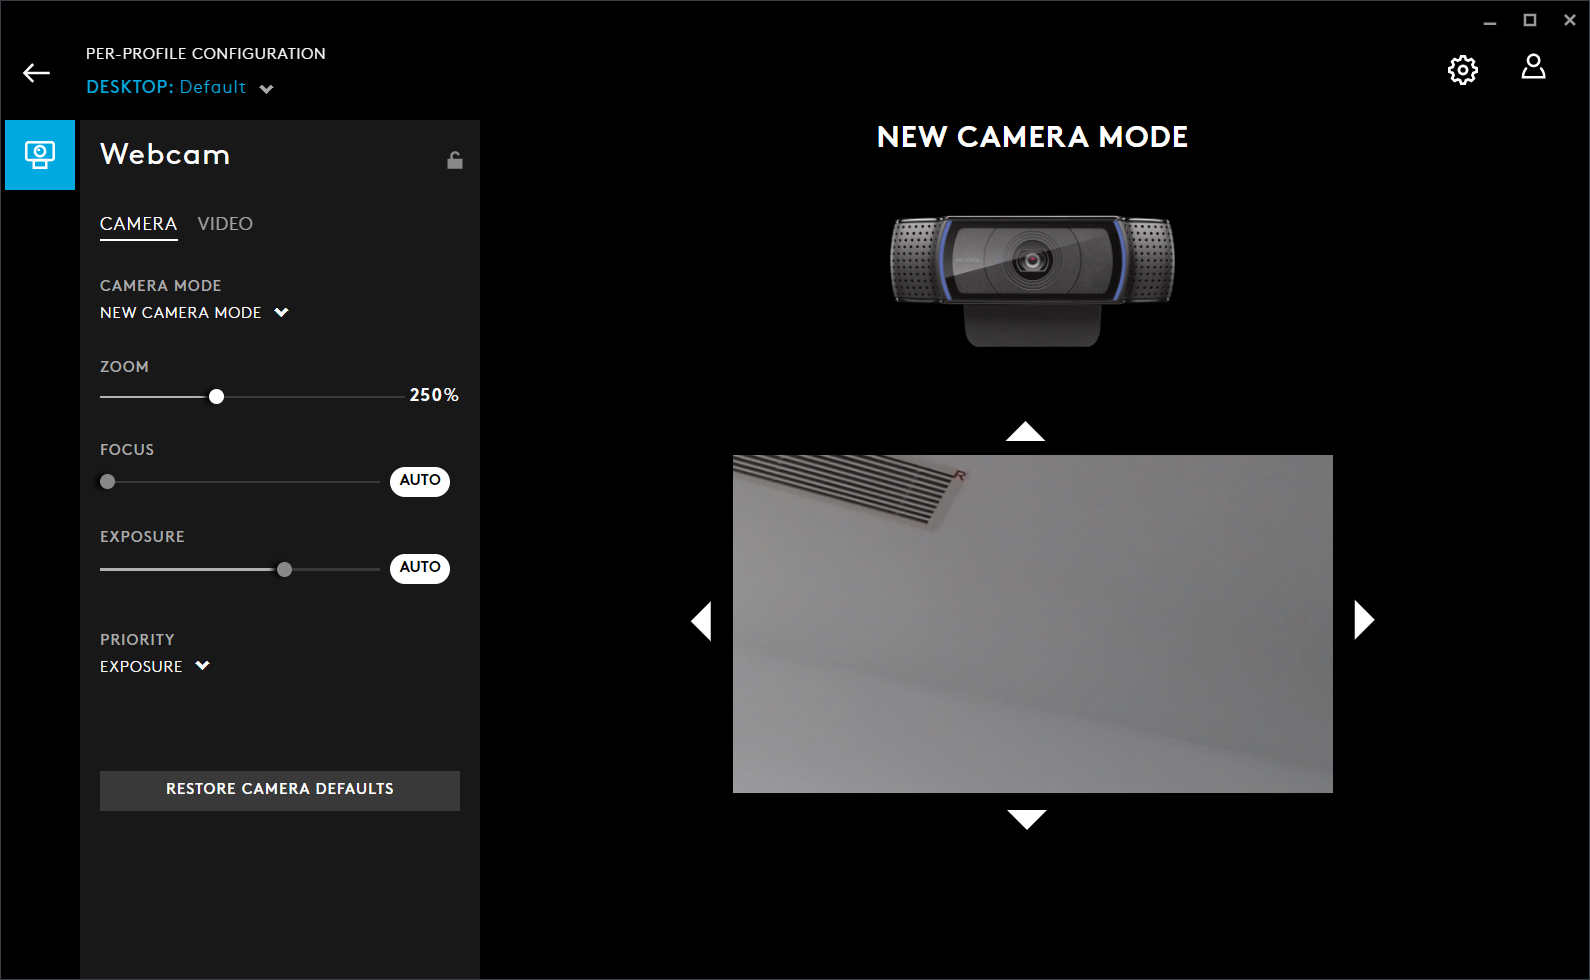 PER-PROFILE CONFIGURATION
DESKTOP: Default
Webcam
CAMERA VIDEO
CAMERA MODE
NEW CAMERA MODE
ZOOM
250%
FOCUS
AUTO
EXPOSURE
AUTO
PRIORITY
EXPOSURE
RESTORE CAMERA DEFAULTS
NEW CAMERA MODE
R